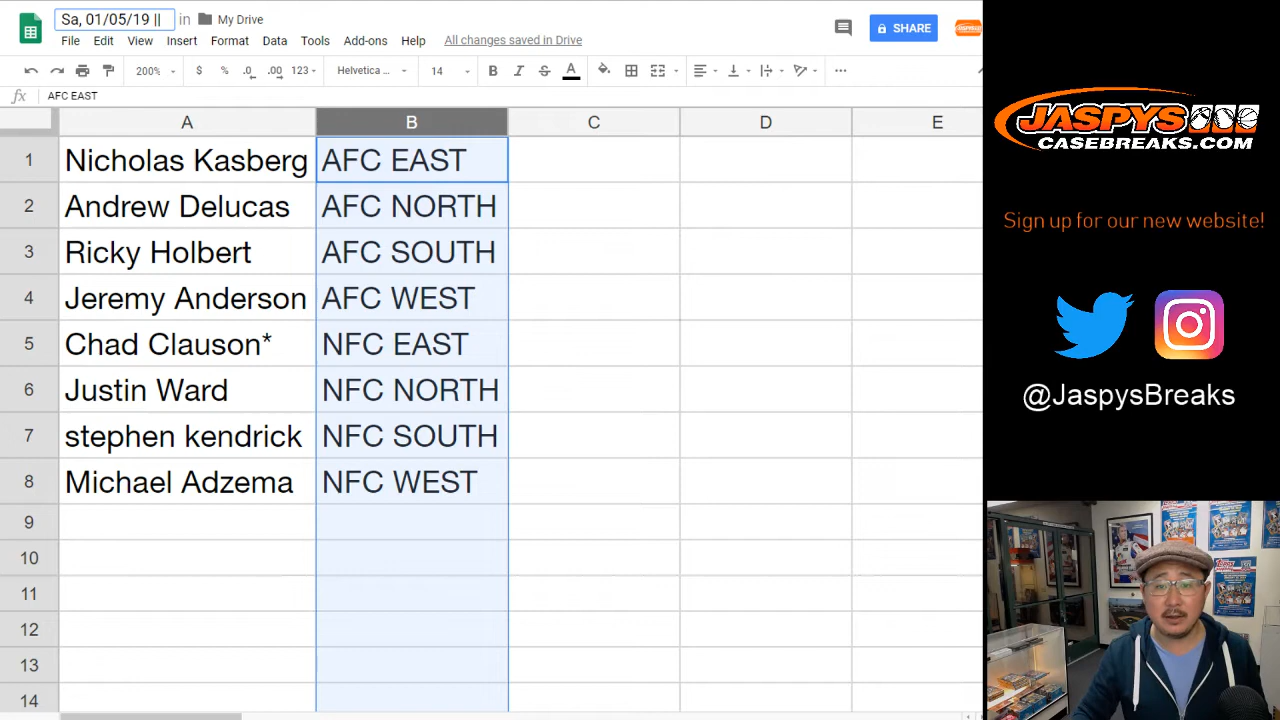 Sa, 01/05/19 || in My Drive
File Edit View Insert Format Data Tools Add-ons Help All changes saved in Drive
SHARE
200% $ % .0 .00 123 Helvetica ... 14 B I S A
fx AFC EAST
A B C D E
1 Nicholas Kasberg AFC EAST
2 Andrew Delucas AFC NORTH
3 Ricky Holbert AFC SOUTH
4 Jeremy Anderson AFC WEST
5 Chad Clauson* NFC EAST
6 Justin Ward NFC NORTH
7 stephen kendrick NFC SOUTH
8 Michael Adzema NFC WEST
9
10
11
12
13
14
JASPYS
CASEBREAKS.COM
Sign up for our new website!
@JaspysBreaks